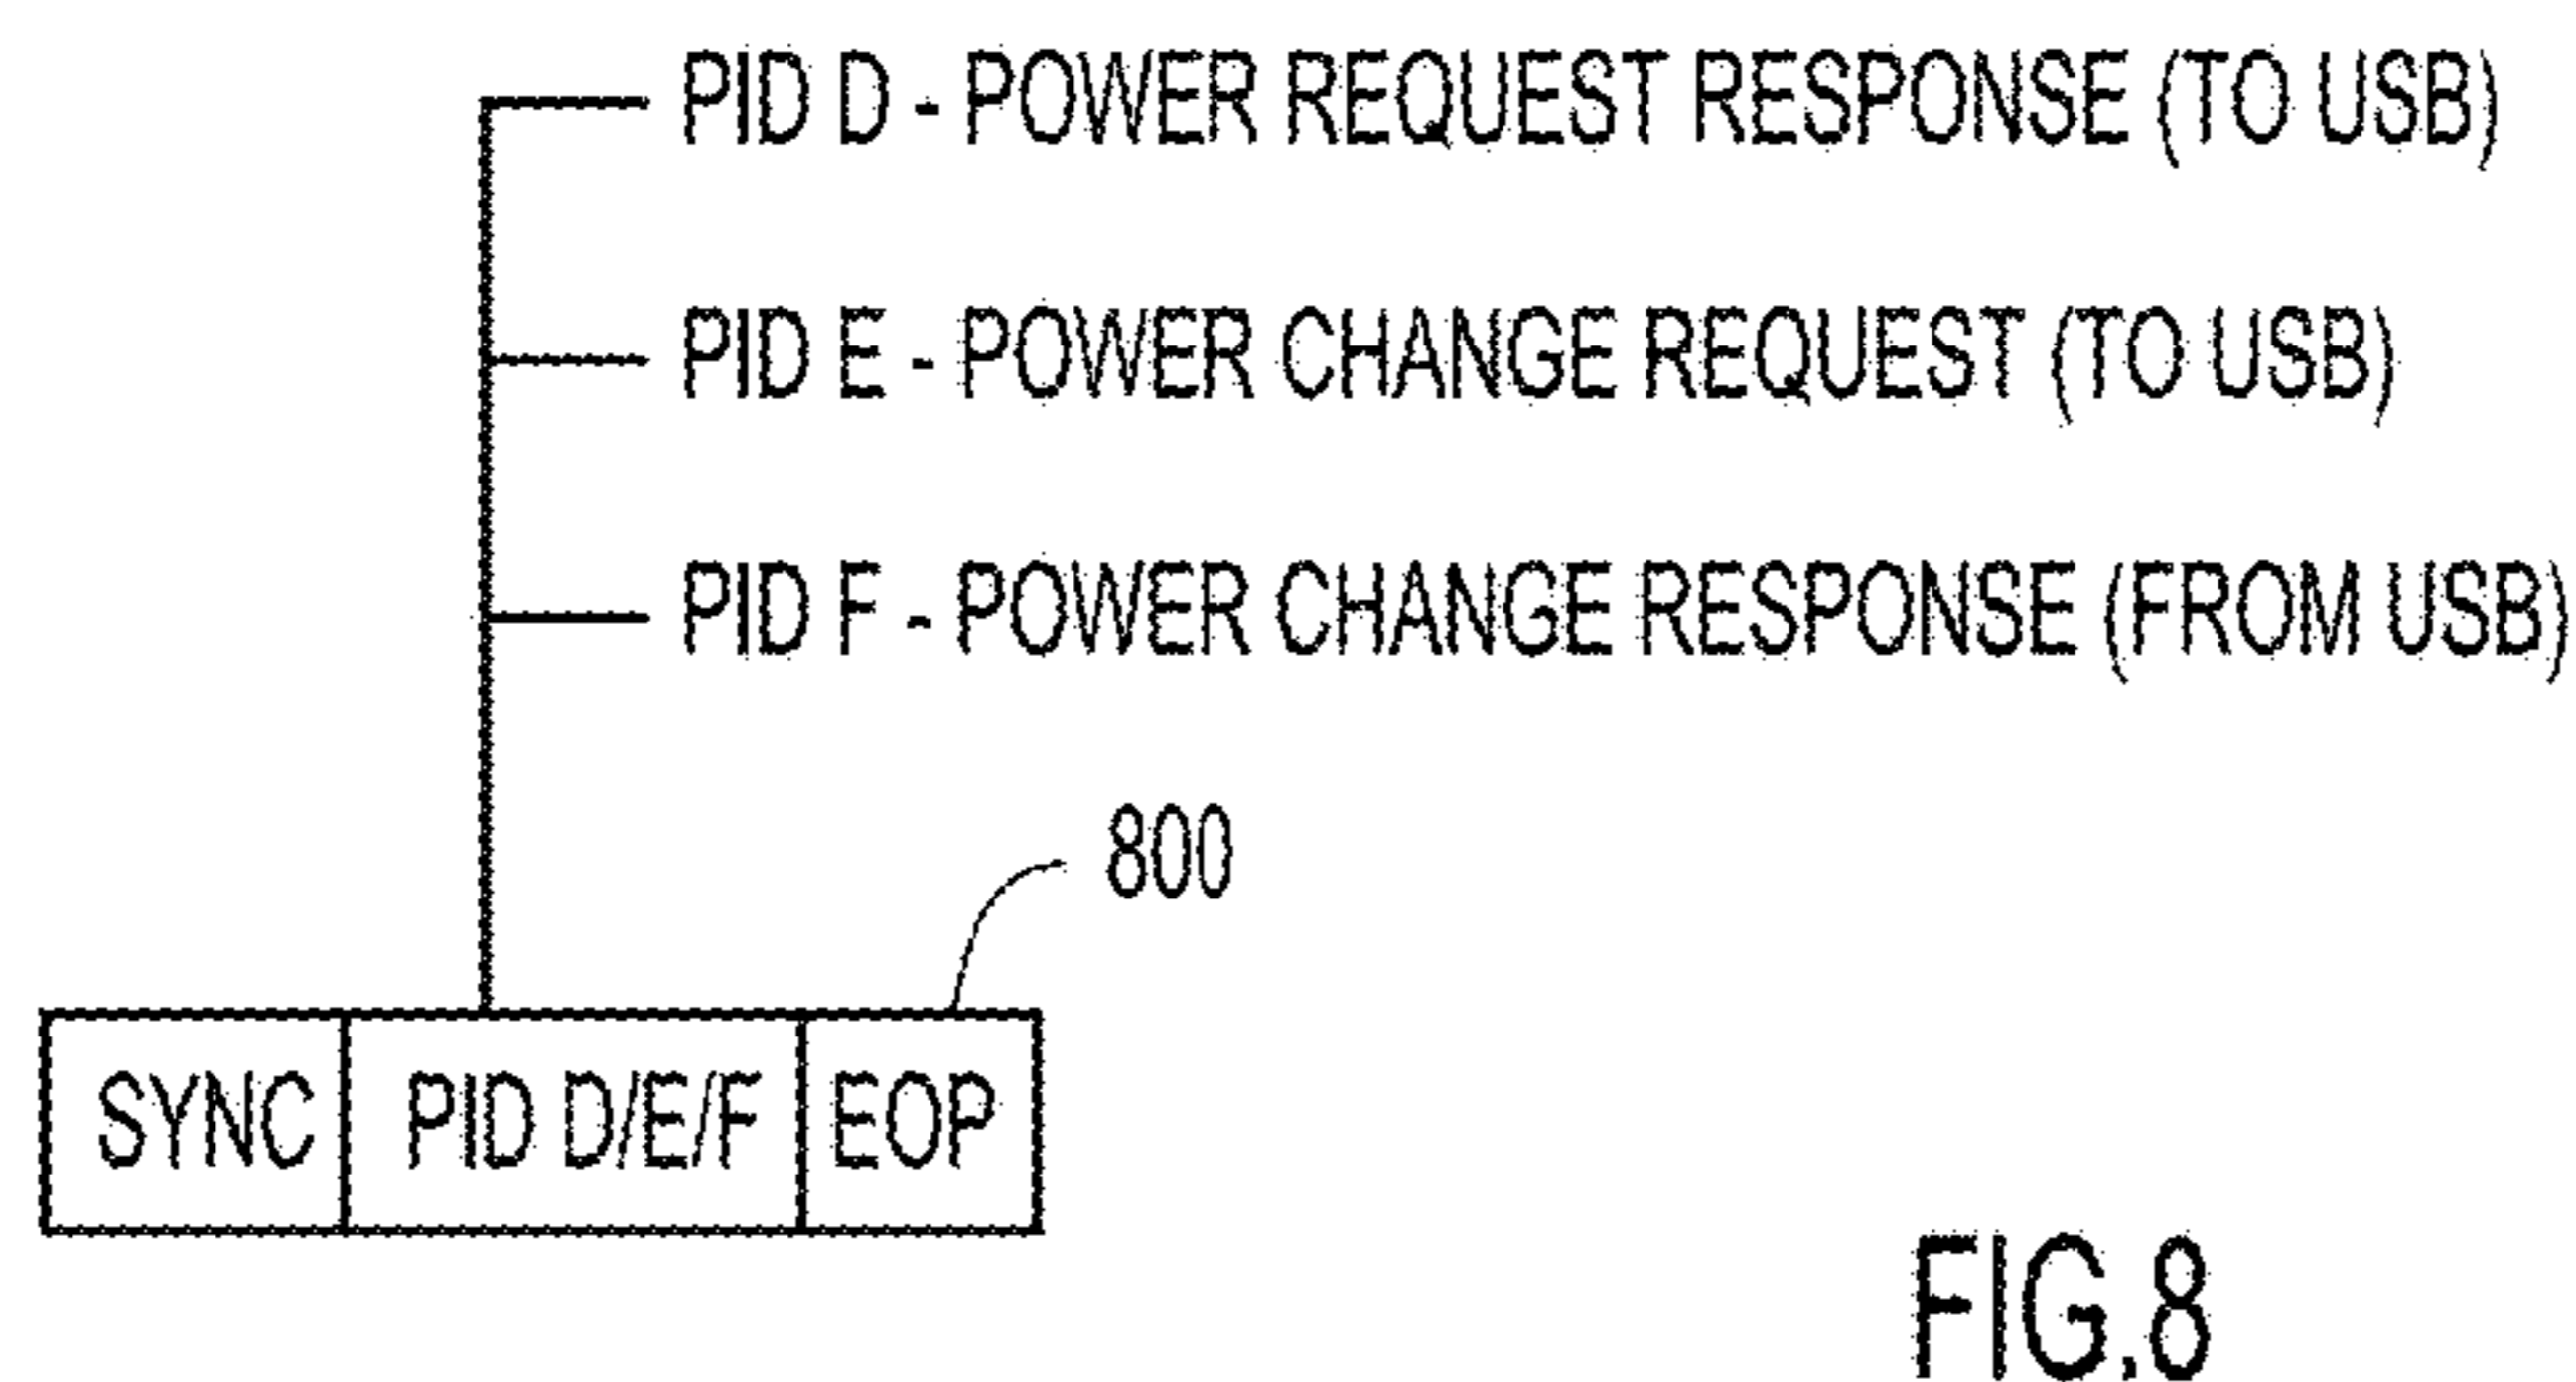 PID D - POWER REQUEST RESPONSE (TO USB)
PID E - POWER CHANGE REQUEST (TO USB)
PID F - POWER CHANGE RESPONSE (FROM USB)
800
SYNC PID D/E/F EOP
FIG.8